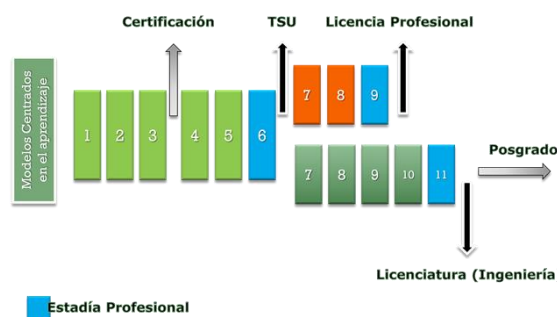 Certificación
TSU
Licencia Profesional
Modelos Centrados
en el aprendizaje
1
2
3
4
5
6
7
8
9
7
8
9
10
11
Posgrado
Licenciatura (Ingeniería
Estadía Profesional